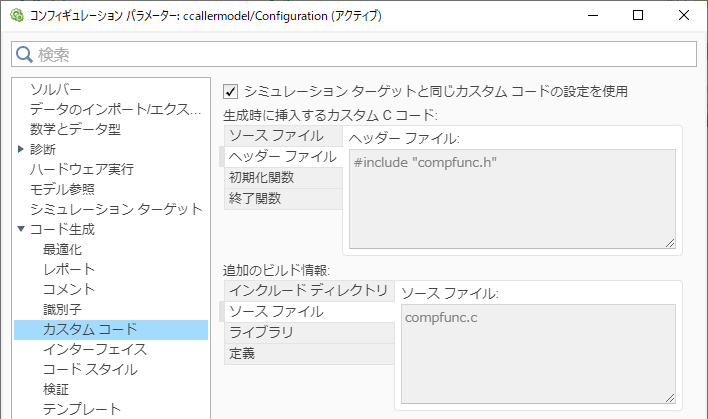 コンフィギュレーション パラメーター: ccallermodel/Configuration (アクティブ)
検索
ソルバー
データのインポート/エクス...
数学とデータ型
診断
ハードウェア実行
モデル参照
シミュレーション ターゲット
コード生成
最適化
レポート
コメント
識別子
カスタム コード
インターフェイス
コード スタイル
検証
テンプレート
シミュレーション ターゲットと同じカスタム コードの設定を使用
生成時に挿入するカスタム C コード:
ソース ファイル
ヘッダー ファイル
初期化関数
終了関数
ヘッダー ファイル:
#include "compfunc.h"
追加のビルド情報:
インクルード ディレクトリ
ソース ファイル
ライブラリ
定義
ソース ファイル:
compfunc.c